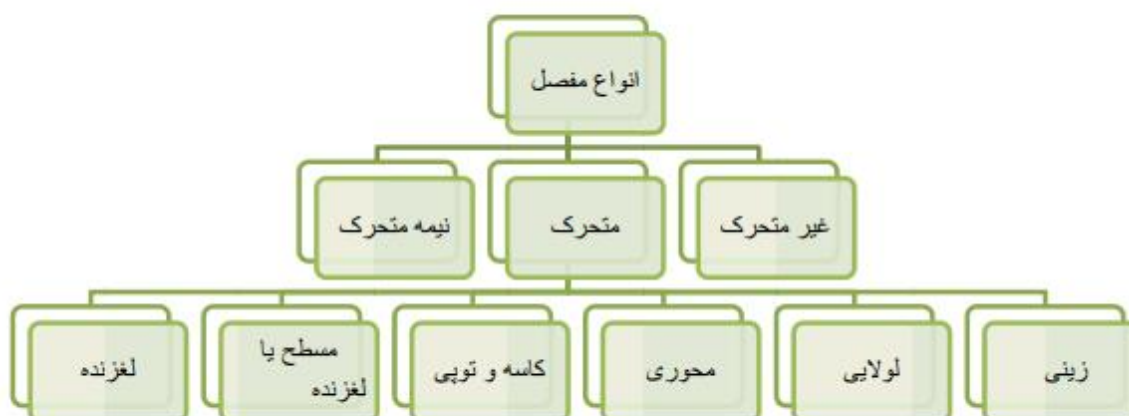 انواع مفصل
غیر متحرک
متحرک
نیمه متحرک
زینی
لولایی
محوری
کاسه و توپی
مسطح یا
لغزنده
لغزنده